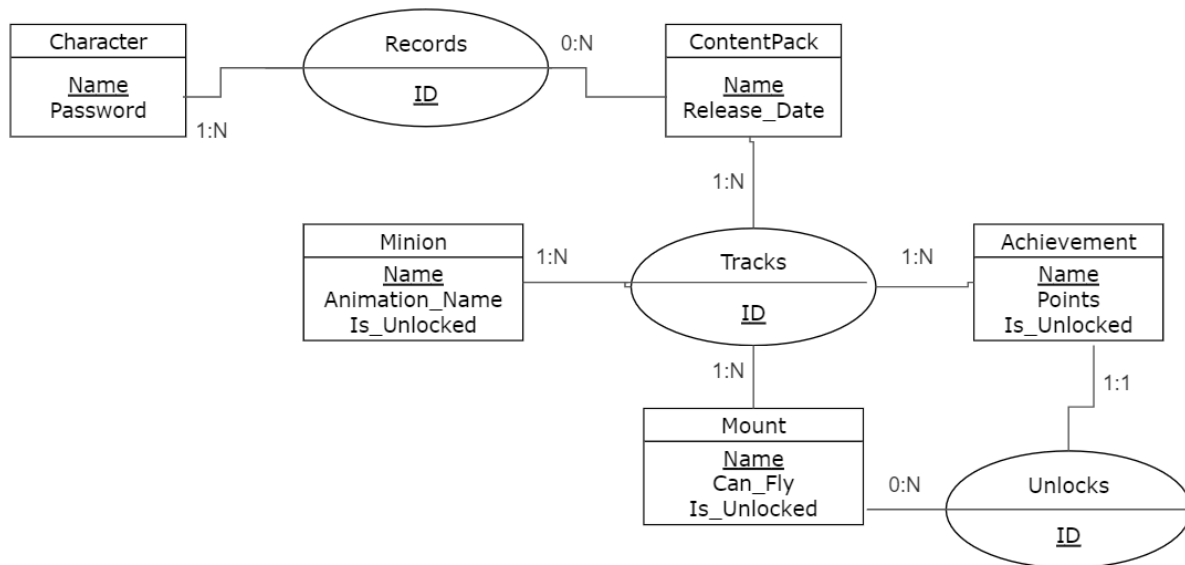 Character
Name
Password
1:N
Records
ID
0:N
ContentPack
Name
Release_Date
1:N
Minion
Name
Animation_Name
Is_Unlocked
1:N
Tracks
ID
1:N
Achievement
Name
Points
Is_Unlocked
1:N
1:1
Mount
Name
Can_Fly
Is_Unlocked
0:N
Unlocks
ID